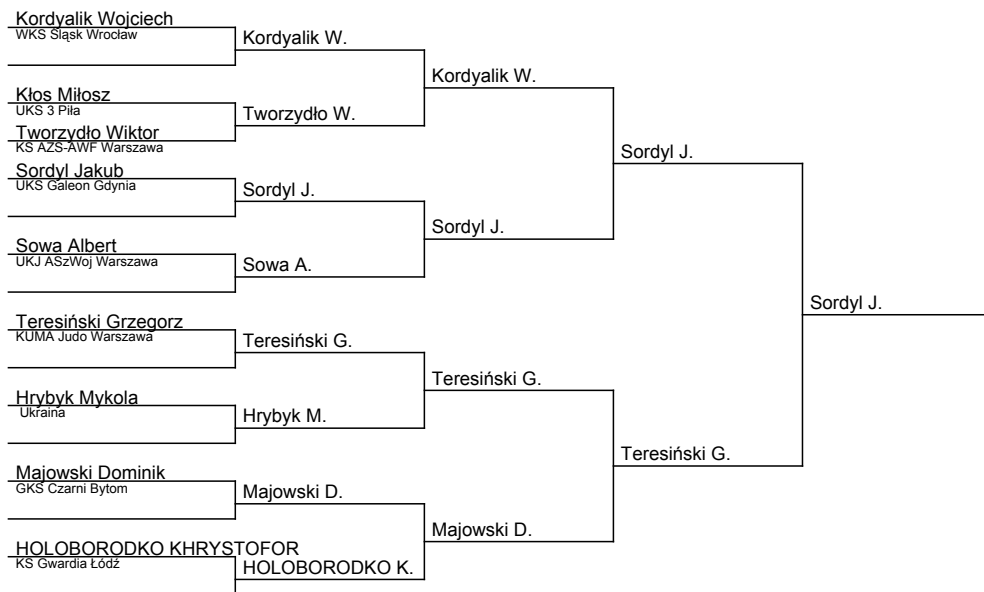 Kordyalik Wojciech
WKS Śląsk Wrocław
Kordyalik W.
Kordyalik W.
Kłos Miłosz
UKS 3 Piła
Tworzydło W.
Tworzydło Wiktor
KS AZS-AWF Warszawa
Sordyl J.
Sordyl Jakub
UKS Galeon Gdynia
Sordyl J.
Sordyl J.
Sowa Albert
UKJ ASzWoj Warszawa
Sowa A.
Sordyl J.
Teresiński Grzegorz
KUMA Judo Warszawa
Teresiński G.
Teresiński G.
Hrybyk Mykola
Ukraina
Hrybyk M.
Teresiński G.
Majowski Dominik
GKS Czarni Bytom
Majowski D.
Majowski D.
HOLOBORODKO KHRYSTOFOR
KS Gwardia Łódź
HOLOBORODKO K.